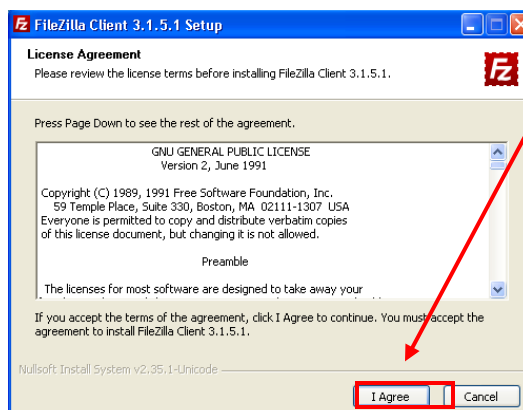 FileZilla Client 3.1.5.1 Setup
License Agreement
Please review the license terms before installing FileZilla Client 3.1.5.1.
Fz
Press Page Down to see the rest of the agreement.
GNU GENERAL PUBLIC LICENSE
Version 2, June 1991
Copyright (C) 1989, 1991 Free Software Foundation, Inc.
59 Temple Place, Suite 330, Boston, MA 02111-1307 USA
Everyone is permitted to copy and distribute verbatim copies
of this license document, but changing it is not allowed.
Preamble
The licenses for most software are designed to take away your
If you accept the terms of the agreement, click I Agree to continue. You must accept the
agreement to install FileZilla Client 3.1.5.1.
Nullsoft Install System v2.35.1-Unicode
I Agree
Cancel